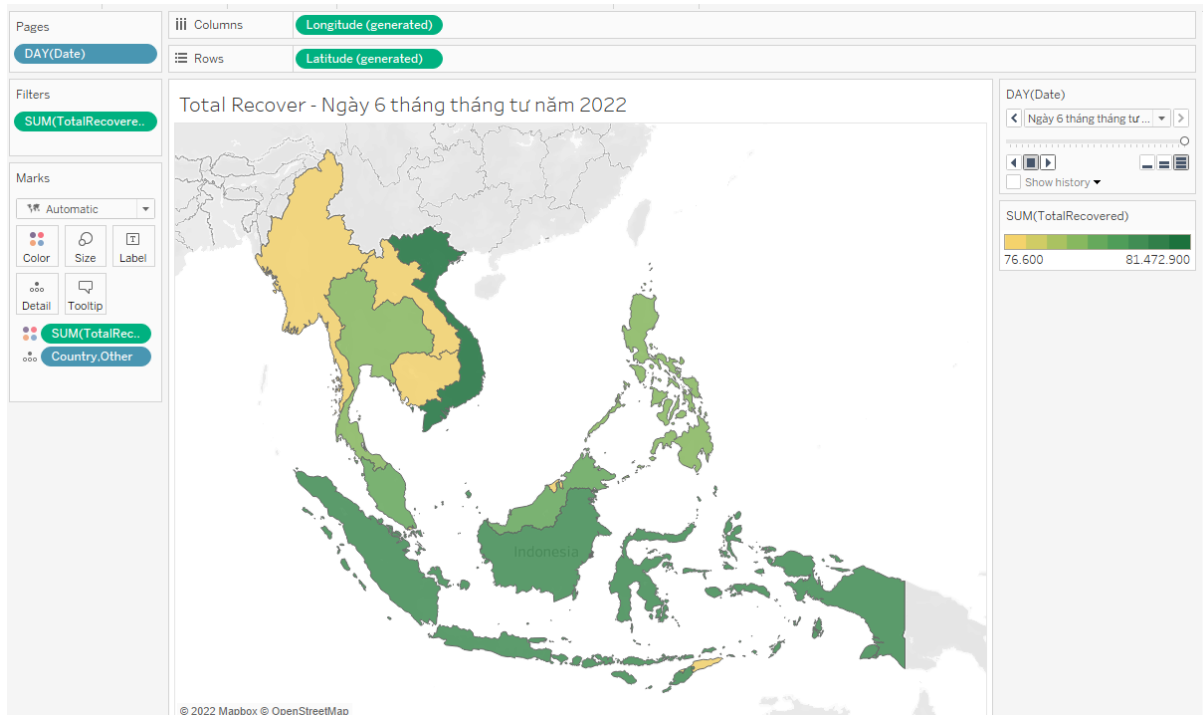 Pages
DAY(Date)
Filters
SUM(TotalRecovere..
Marks
Automatic
Color
Size
Label
Detail
Tooltip
SUM(TotalRec..
Country,Other
Columns
Longitude (generated)
Rows
Latitude (generated)
Total Recover - Ngày 6 tháng tháng tư năm 2022
Indonesia
© 2022 Mapbox © OpenStreetMap
DAY(Date)
Ngày 6 tháng tháng tư ...
Show history
SUM(TotalRecovered)
76.600
81.472.900